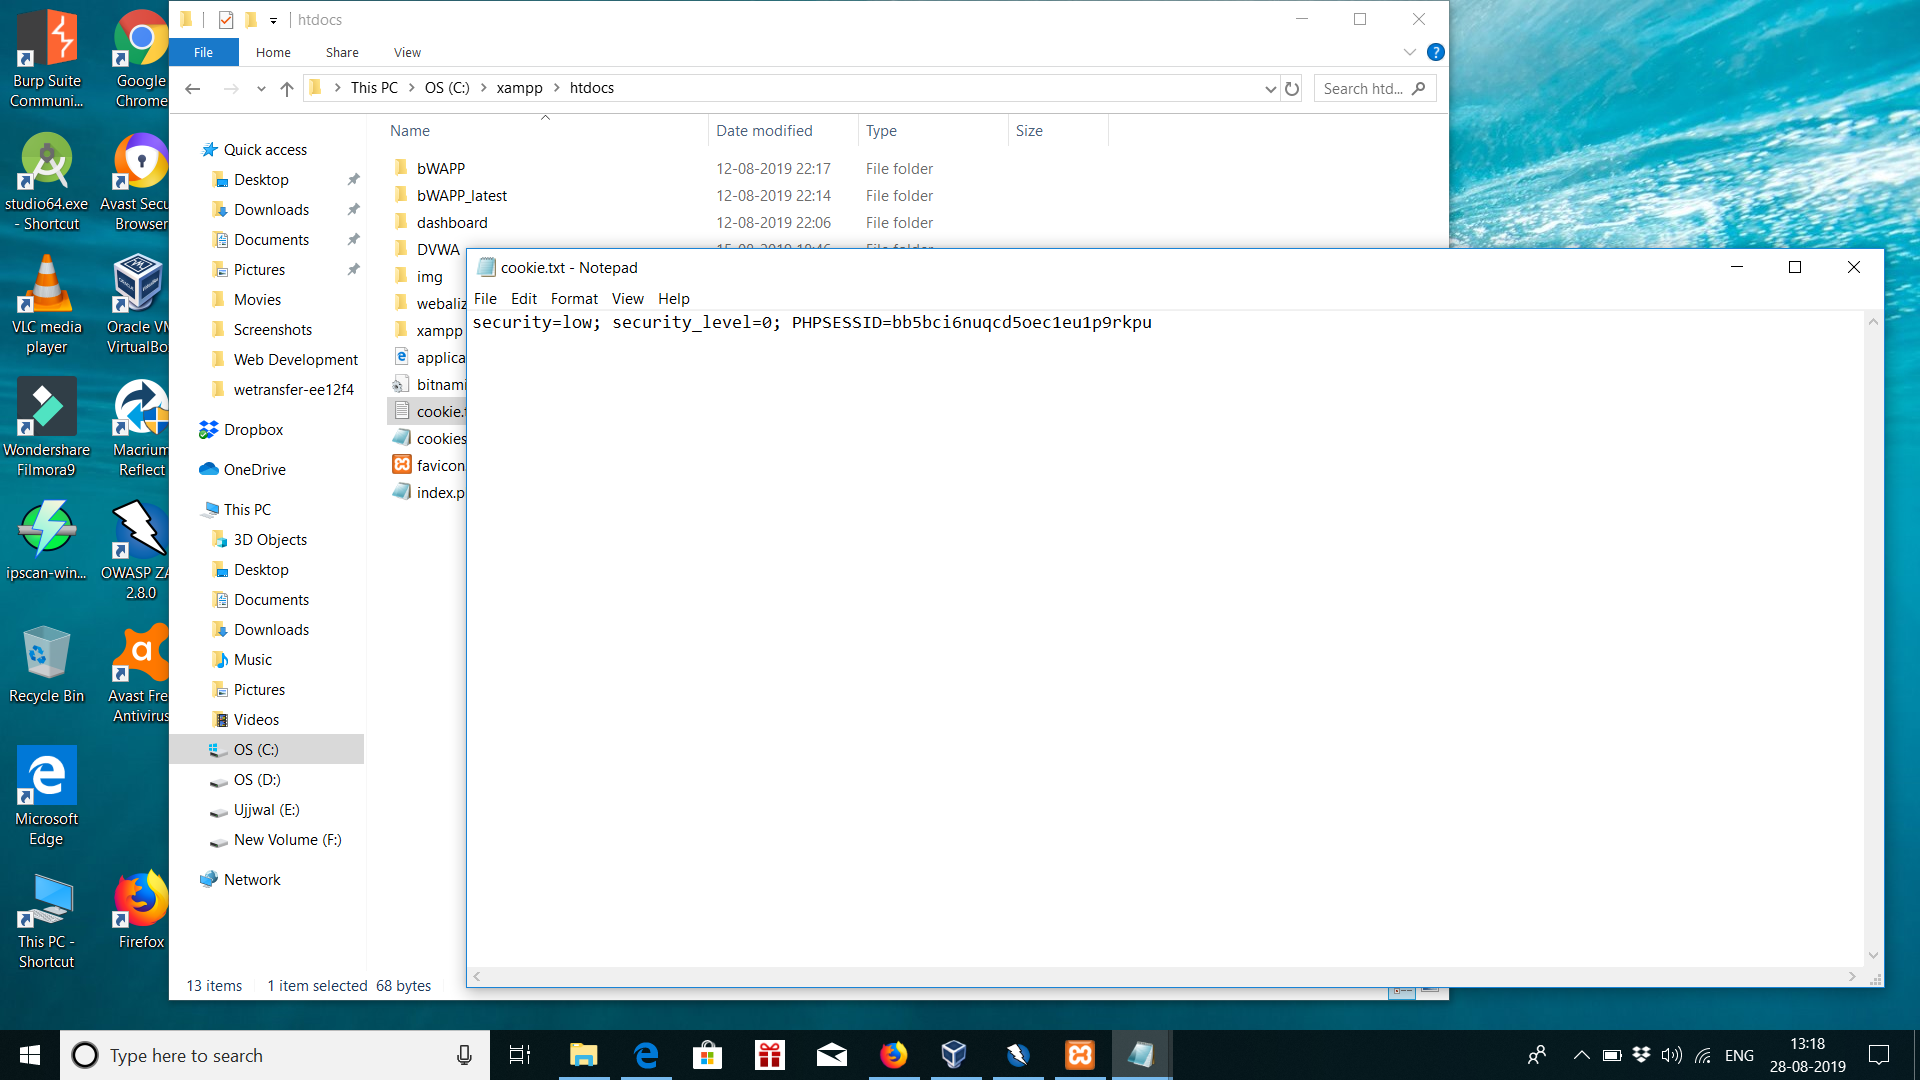 Burp Suite
Communi...
Google
Chrome
studio64.exe
- Shortcut
Avast Secu
Browser
VLC media
player
Oracle VM
VirtualBo
Wondershare
Filmora9
Macrium
Reflect
ipscan-win...
OWASP ZA
2.8.0
Recycle Bin
Avast Fre
Antivirus
Microsoft
Edge
This PC -
Shortcut
Firefox
htdocs
File Home Share View
This PC > OS (C:) > xampp > htdocs
Search htd...
Quick access
Desktop
Downloads
Documents
Pictures
Movies
Screenshots
Web Development
wetransfer-ee12f4
Dropbox
OneDrive
This PC
3D Objects
Desktop
Documents
Downloads
Music
Pictures
Videos
OS (C:)
OS (D:)
Ujjwal (E:)
New Volume (F:)
Network
Name Date modified Type Size
bWAPP 12-08-2019 22:17 File folder
bWAPP_latest 12-08-2019 22:14 File folder
dashboard 12-08-2019 22:06 File folder
DVWA
img
webaliz
xampp
applica
bitnami
cookie.t
cookies
favicon
index.p
13 items 1 item selected 68 bytes
cookie.txt - Notepad
File Edit Format View Help
security=low; security_level=0; PHPSESSID=bb5bci6nuqcd5oec1eu1p9rkpu
Type here to search
ENG
13:18
28-08-2019